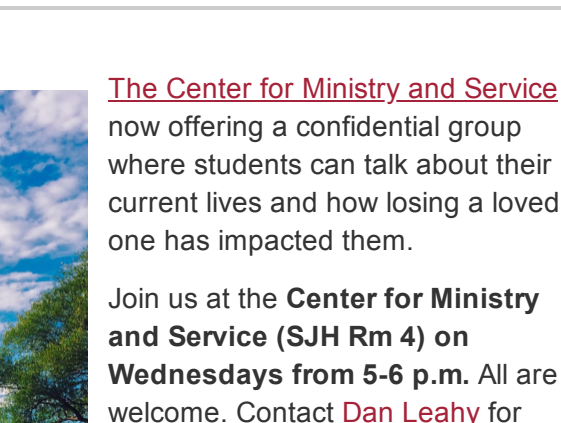 The Center for Ministry and Service
now offering a confidential group
where students can talk about their
current lives and how losing a loved
one has impacted them.
Join us at the Center for Ministry
and Service (SJH Rm 4) on
Wednesdays from 5-6 p.m. All are
welcome. Contact Dan Leahy for